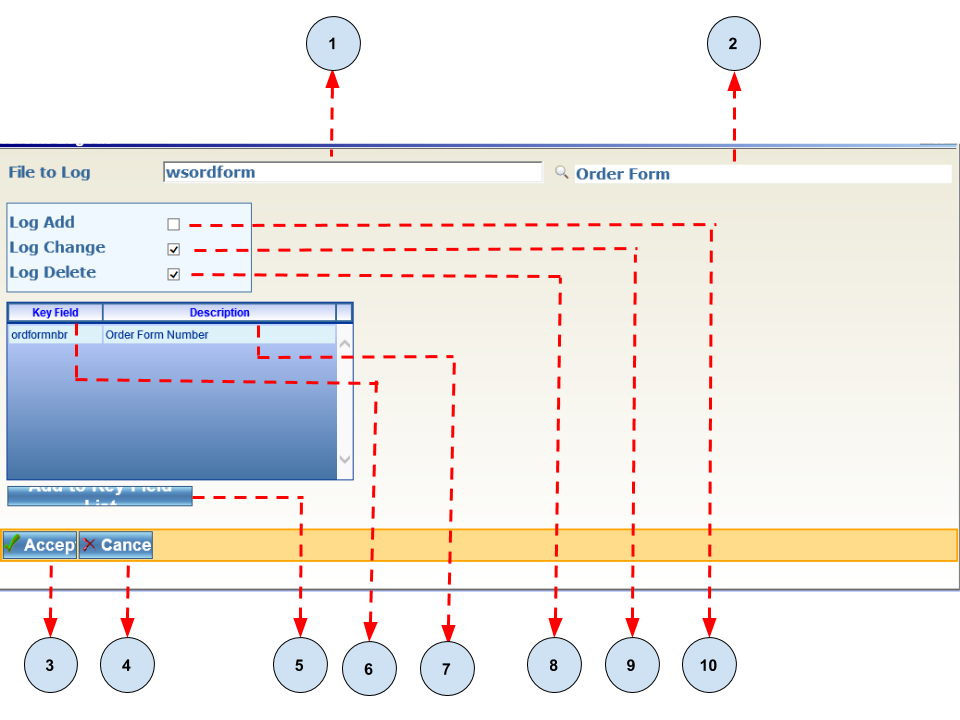 1 2
File to Log wsordform Order Form
Log Add
Log Change
Log Delete
Key Field Description
ordformnbr Order Form Number
Add to Key Field
List
Accep Cance
3 4 5 6 7 8 9 10